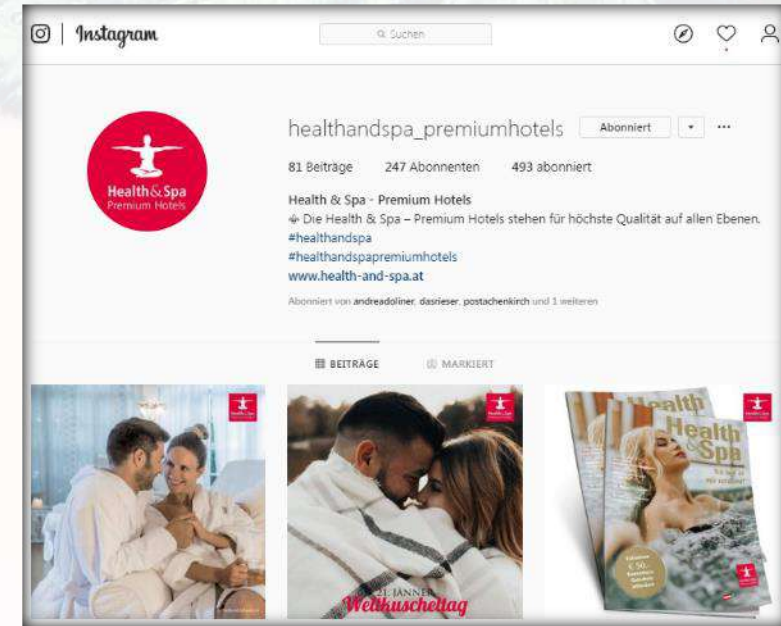 Instagram
Suchen
healthandspa_premiumhotels
Abonniert
81 Beiträge 247 Abonnenten 493 abonniert
Health & Spa - Premium Hotels
Die Health & Spa – Premium Hotels stehen für höchste Qualität auf allen Ebenen.
#healthandspa
#healthandspapremiumhotels
www.health-and-spa.at
Abonniert von andreadoliner, dasrieser, postachenkirch und 1 weiteren
Health & Spa
Premium Hotels
BEITRÄGE
MARKIERT
21. JÄNNER
Weltkuscheltag
Health
Health
& Spa
€ 50,-